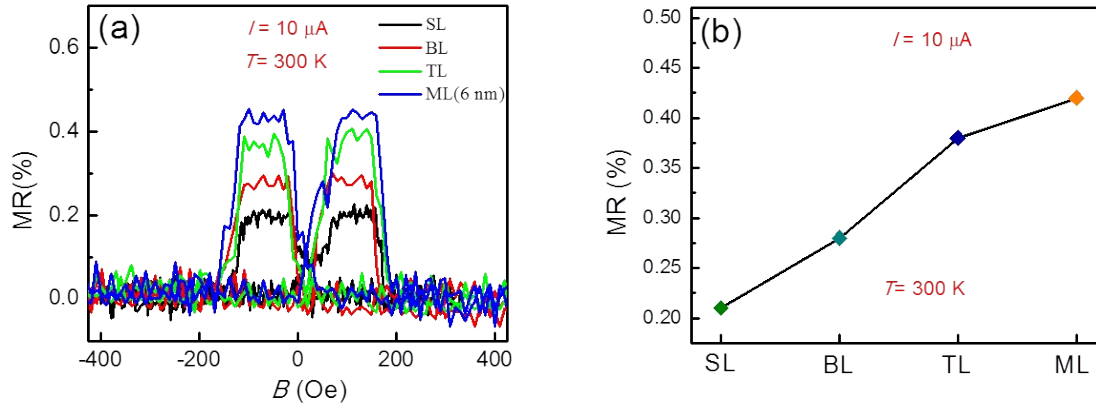 (a)
I = 10 μA
T= 300 K
SL
BL
TL
ML(6 nm)
MR(%)
0.6
0.4
0.2
0.0
-400
-200
0
200
400
B (Oe)
(b)
I = 10 μA
T= 300 K
MR (%)
0.50
0.45
0.40
0.35
0.30
0.25
0.20
SL
BL
TL
ML